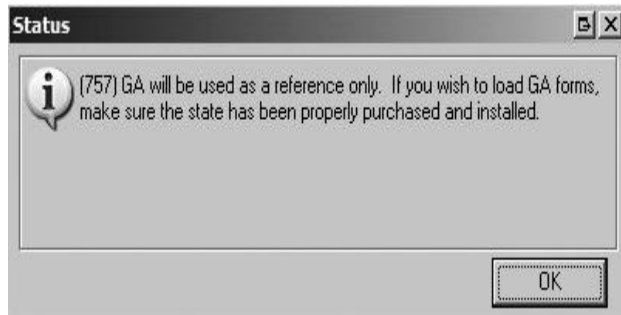 Status
(757) GA will be used as a reference only. If you wish to load GA forms,
make sure the state has been properly purchased and installed.
OK